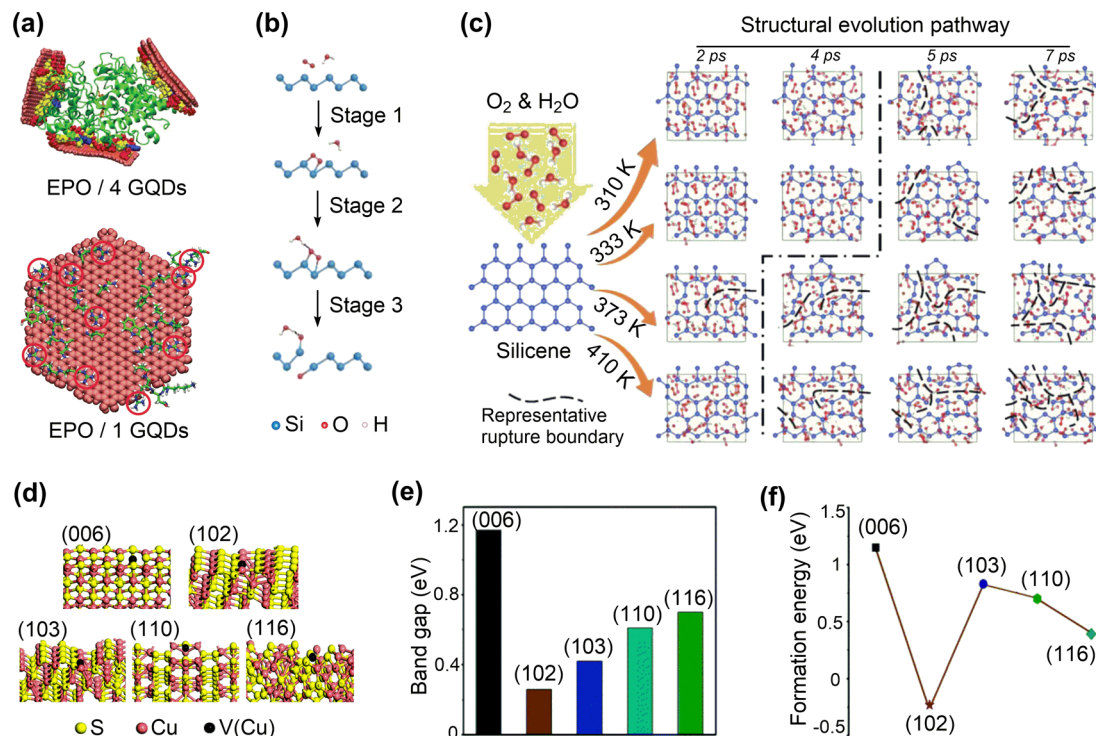 (a)
EPO / 4 GQDs
EPO / 1 GQDs
(b)
Stage 1
Stage 2
Stage 3
Si O H
(c)
Structural evolution pathway
2 ps 4 ps 5 ps 7 ps
O₂ & H₂O
310 K
333 K
373 K
410 K
Silicene
Representative
rupture boundary
(d)
(006) (102)
(103) (110) (116)
S Cu V(Cu)
(e)
Band gap (eV)
1.2
0.8
0.4
0
(006)
(102)
(103)
(110)
(116)
(f)
Formation energy (eV)
1.5
1
0.5
0
-0.5
(006)
(102)
(103)
(110)
(116)